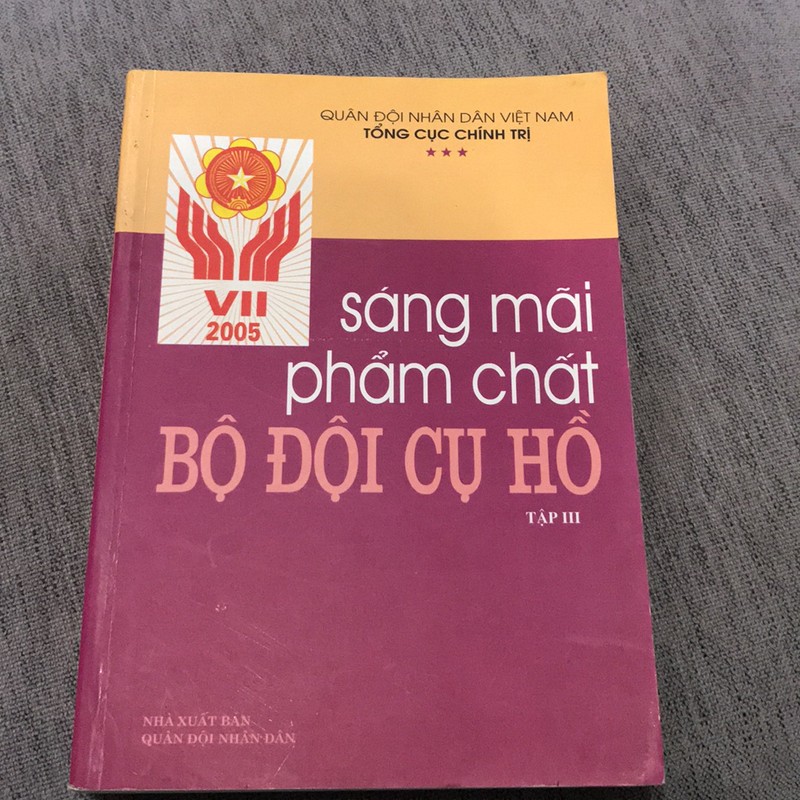 QUÂN ĐỘI NHÂN DÂN VIỆT NAM
TỔNG CỤC CHÍNH TRỊ
VII
2005
sáng mãi
phẩm chất
BỘ ĐỘI CỤ HỒ
TẬP III
NHÀ XUẤT BẢN
QUÂN ĐỘI NHÂN DÂN